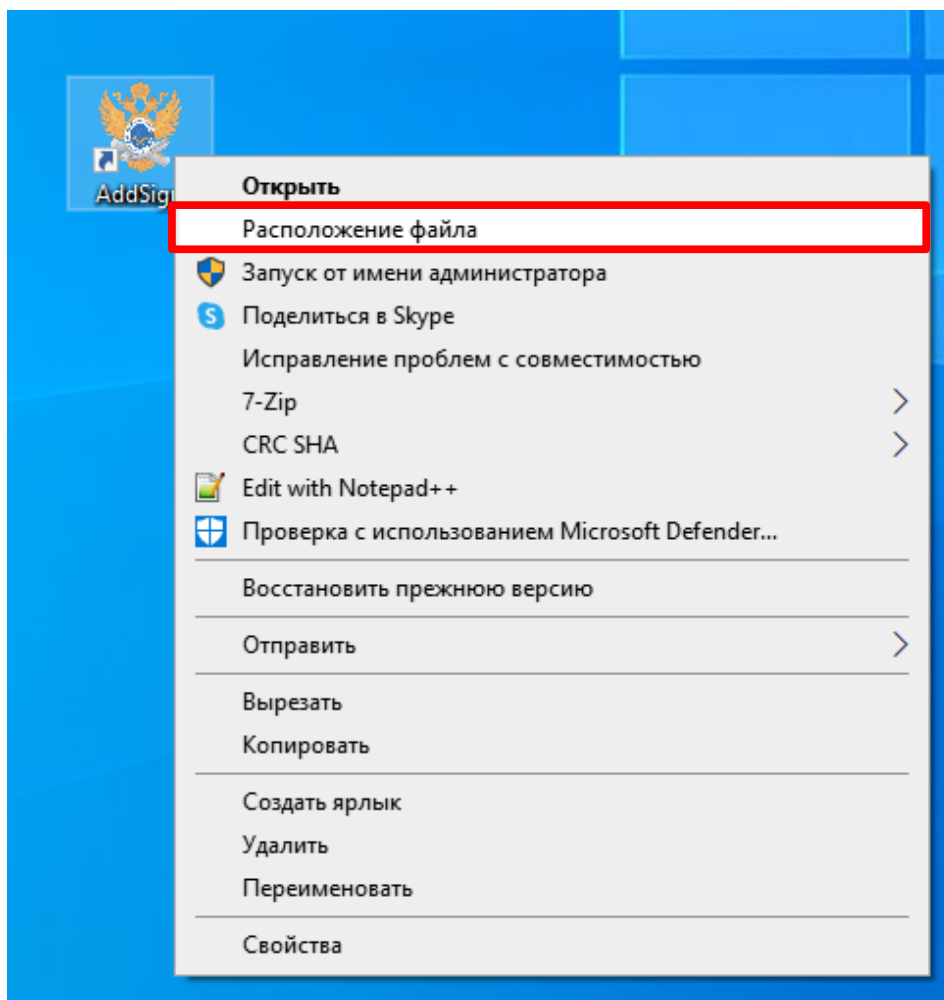 AddSig
Открыть
Расположение файла
Запуск от имени администратора
Поделиться в Skype
Исправление проблем с совместимостью
7-Zip
CRC SHA
Edit with Notepad++
Проверка с использованием Microsoft Defender...
Восстановить прежнюю версию
Отправить
Вырезать
Копировать
Создать ярлык
Удалить
Переименовать
Свойства